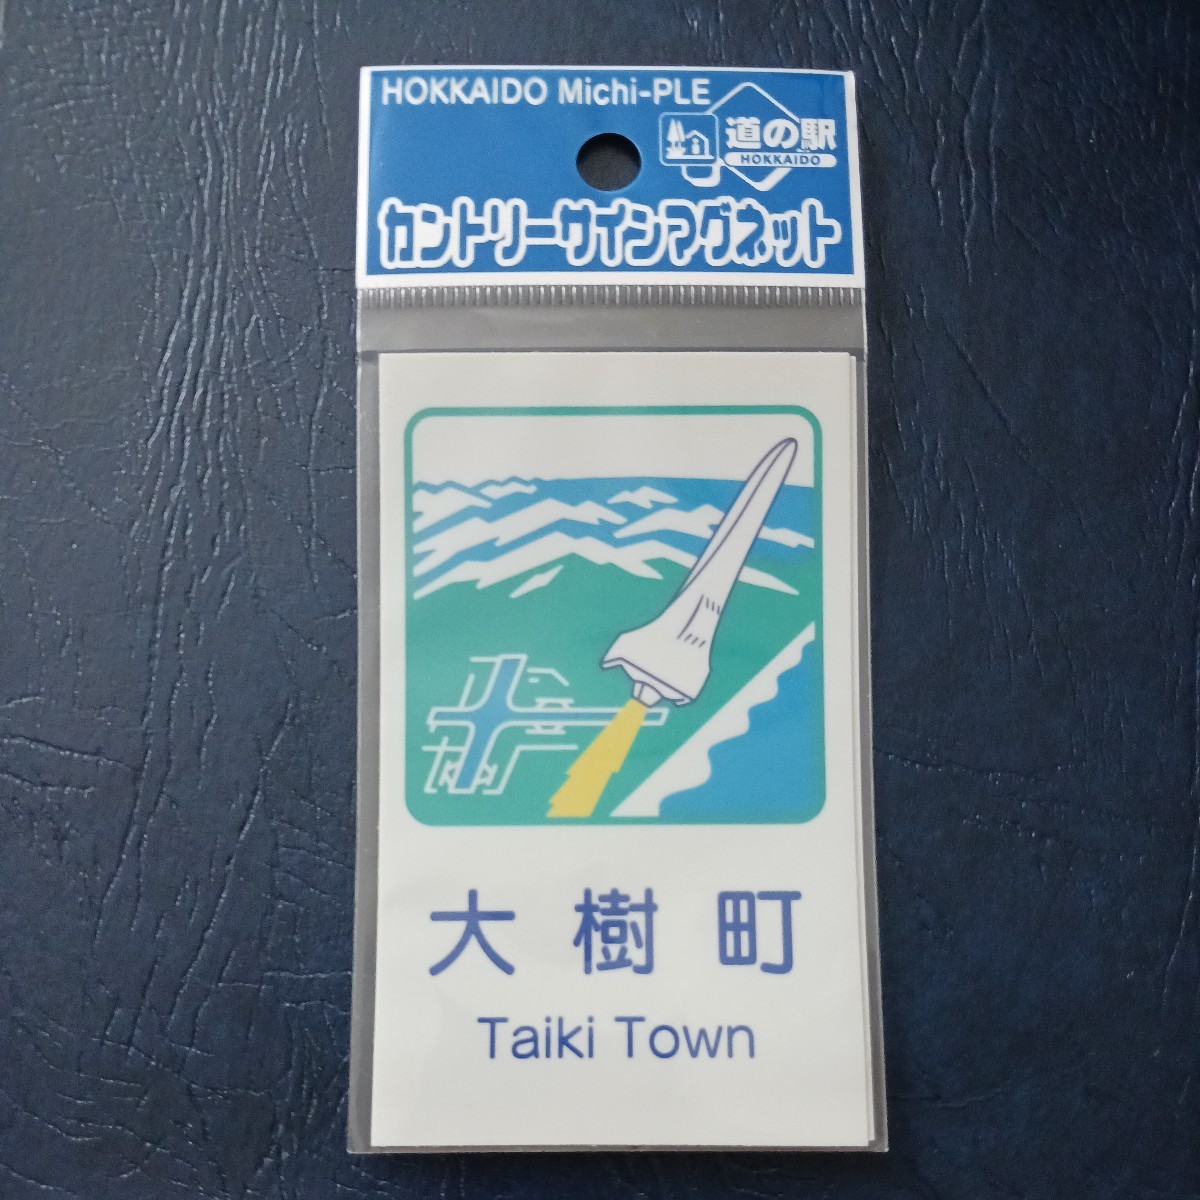 HOKKAIDO Michi-PLE
道の駅
HOKKAIDO
カントリーサインマグネット
大樹町
Taiki Town